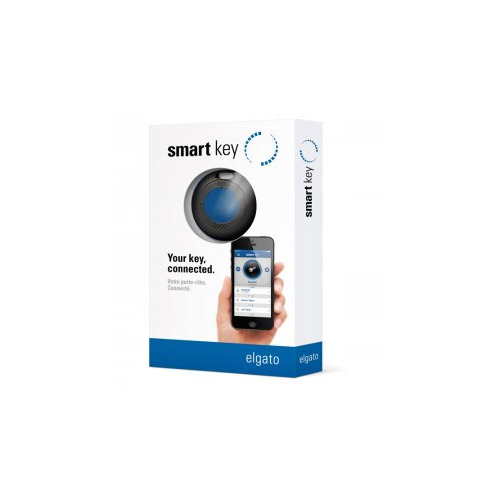 smart key
Your key,
connected.
Votre porte-clés.
Connecté.
elgato
smart key
elgato